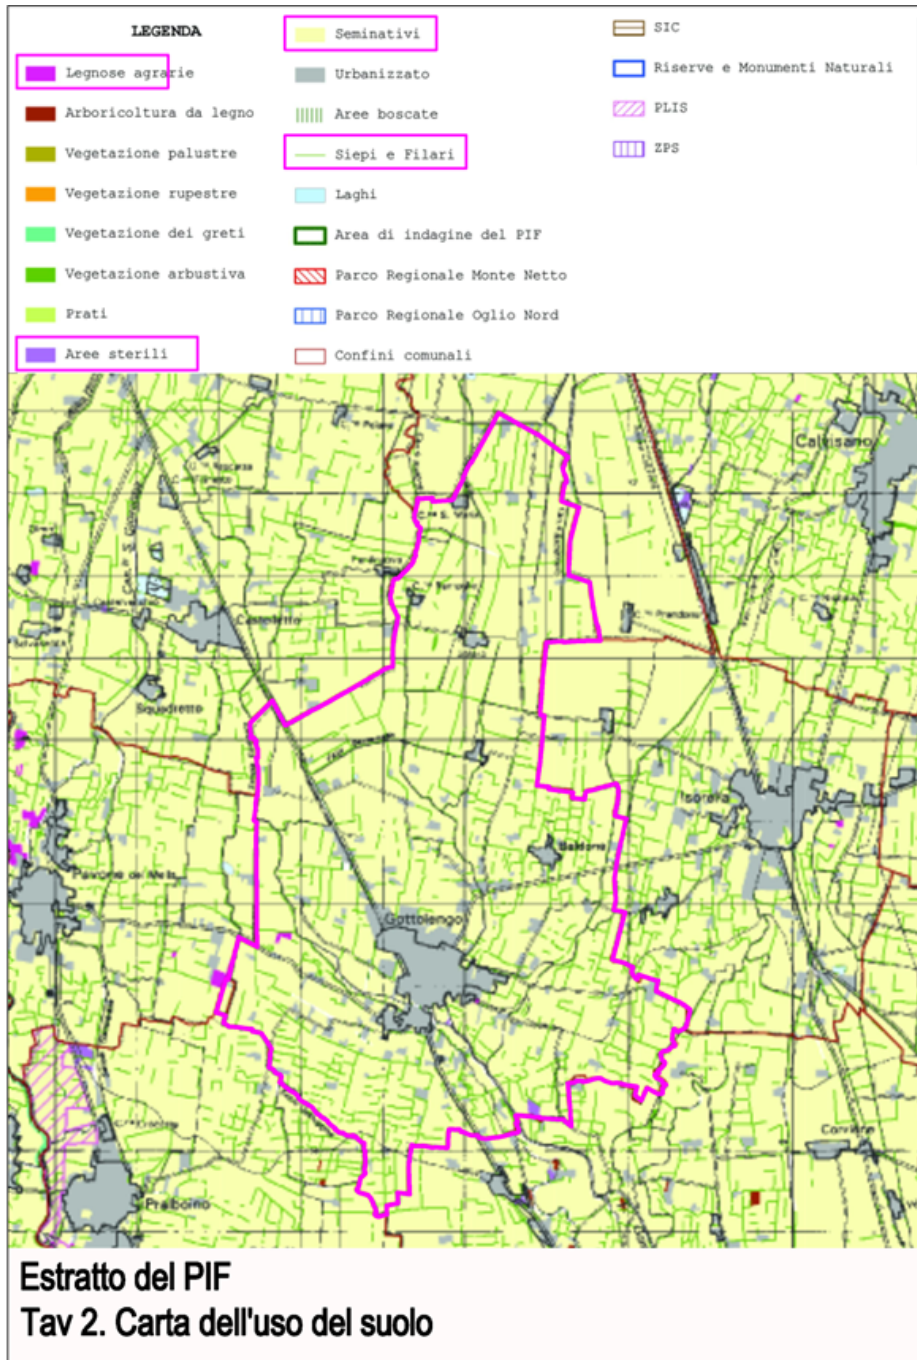 LEGENDA
Legnose agrarie
Arboricoltura da legno
Vegetazione palustre
Vegetazione rupestre
Vegetazione dei greti
Vegetazione arbustiva
Prati
Aree sterili
Seminativi
Urbanizzato
Aree boscate
Siepi e Filari
Laghi
Area di indagine del PIF
Parco Regionale Monte Netto
Parco Regionale Oglio Nord
Confini comunali
SIC
Riserve e Monumenti Naturali
PLIS
ZPS
Calvisano
Castelletto
Squadretto
Isorella
Baldone
Pavone del Mella
Gottolengo
Pralboino
Estratto del PIF
Tav 2. Carta dell'uso del suolo